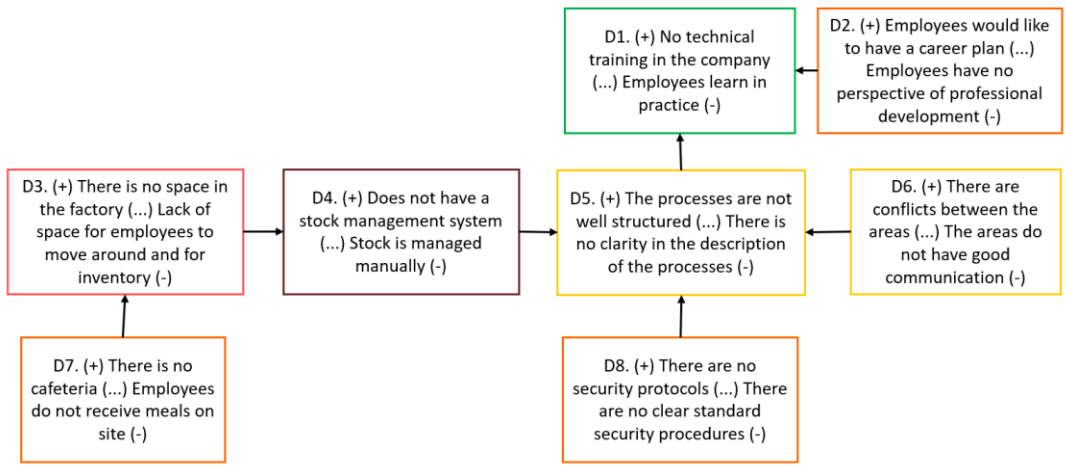 D1. (+) No technical
training in the company
(...) Employees learn in
practice (-)
D2. (+) Employees would like
to have a career plan (...)
Employees have no
perspective of professional
development (-)
D3. (+) There is no space in
the factory (...) Lack of
space for employees to
move around and for
inventory (-)
D4. (+) Does not have a
stock management system
(...) Stock is managed
manually (-)
D5. (+) The processes are not
well structured (...) There is
no clarity in the description
of the processes (-)
D6. (+) There are
conflicts between the
areas (...) The areas do
not have good
communication (-)
D7. (+) There is no
cafeteria (...) Employees
do not receive meals on
site (-)
D8. (+) There are no
security protocols (...) There
are no clear standard
security procedures (-)